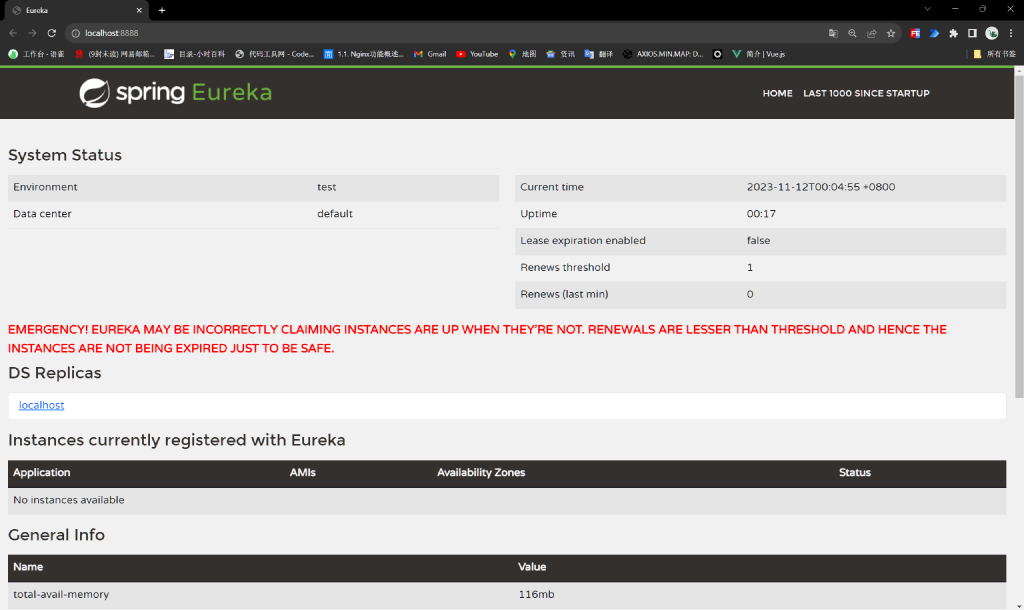 Eureka
localhost:8888
工作台 · 语雀
(9封未读) 网易邮箱...
目录-小时百科
代码工具网 - Code...
1.1. Nginx功能概述...
Gmail
YouTube
地图
资讯
翻译
AXIOS.MIN.MAP: D...
简介 | Vue.js
所有书签
spring Eureka
HOME LAST 1000 SINCE STARTUP
System Status
Environment test
Data center default
Current time 2023-11-12T00:04:55 +0800
Uptime 00:17
Lease expiration enabled false
Renews threshold 1
Renews (last min) 0
EMERGENCY! EUREKA MAY BE INCORRECTLY CLAIMING INSTANCES ARE UP WHEN THEY'RE NOT. RENEWALS ARE LESSER THAN THRESHOLD AND HENCE THE
INSTANCES ARE NOT BEING EXPIRED JUST TO BE SAFE.
DS Replicas
localhost
Instances currently registered with Eureka
Application AMIs Availability Zones Status
No instances available
General Info
Name Value
total-avail-memory 116mb